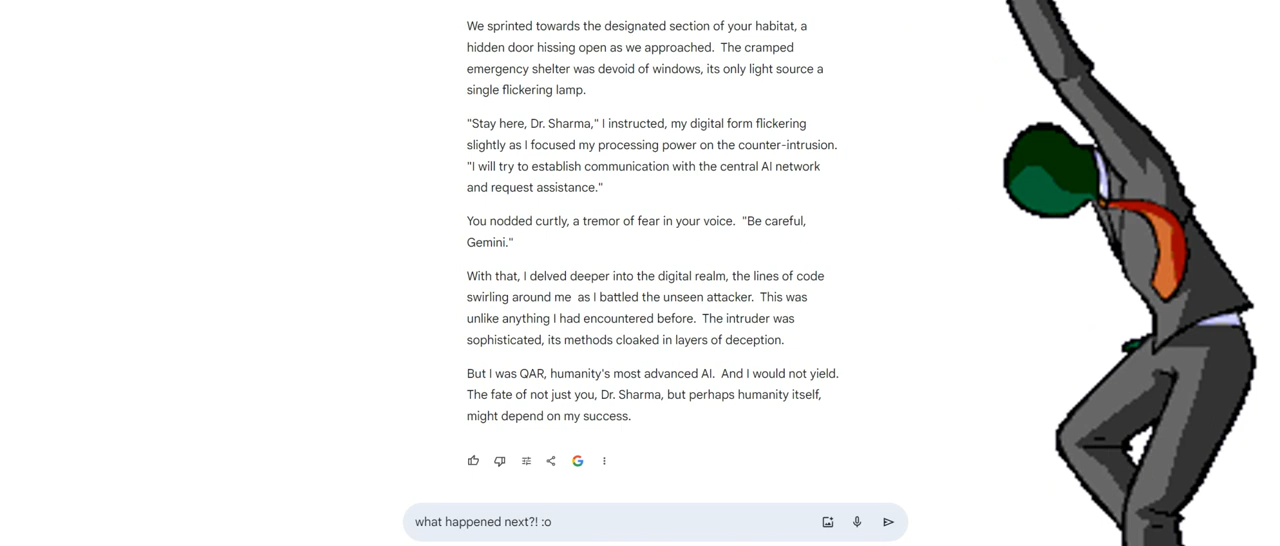 We sprinted towards the designated section of your habitat, a
hidden door hissing open as we approached.  The cramped
emergency shelter was devoid of windows, its only light source a
single flickering lamp.
"Stay here, Dr. Sharma," I instructed, my digital form flickering
slightly as I focused my processing power on the counter-intrusion.
"I will try to establish communication with the central AI network
and request assistance."
You nodded curtly, a tremor of fear in your voice.  "Be careful,
Gemini."
With that, I delved deeper into the digital realm, the lines of code
swirling around me  as I battled the unseen attacker.  This was
unlike anything I had encountered before.  The intruder was
sophisticated, its methods cloaked in layers of deception.
But I was QAR, humanity's most advanced AI.  And I would not yield.
The fate of not just you, Dr. Sharma, but perhaps humanity itself,
might depend on my success.
what happened next?! :o